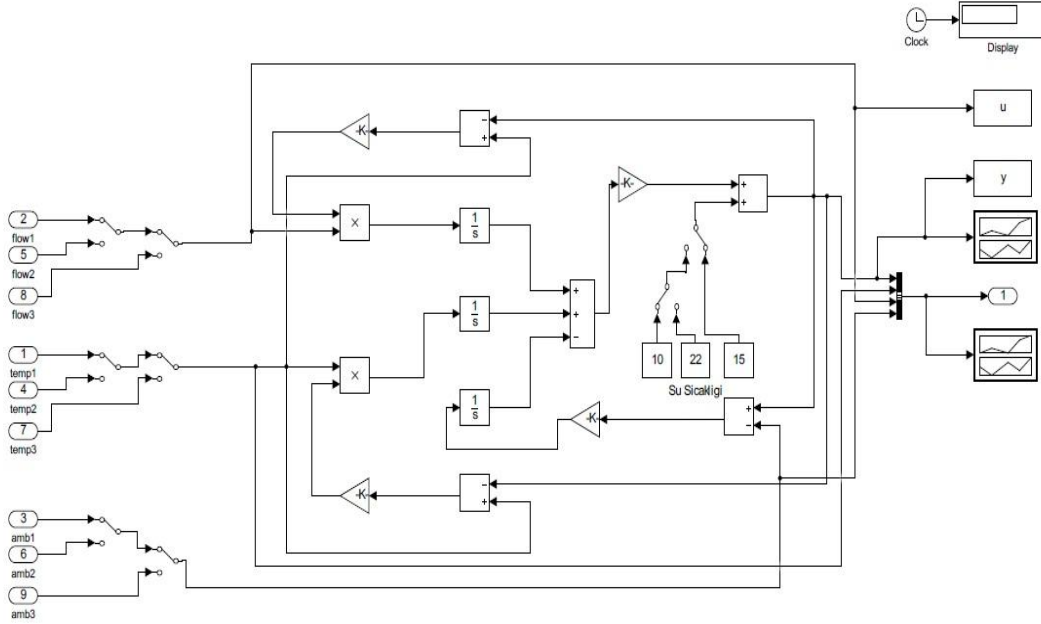 Clock
Display
u
-
+
-K-
-K-
+
+
y
2
flow1
×
1
s
5
flow2
8
flow3
+
+
-
1
s
1
1
temp1
×
10
22
15
4
temp2
Su Sicakligi
1
s
-K-
+
-
7
temp3
-K-
-
+
3
amb1
6
amb2
9
amb3